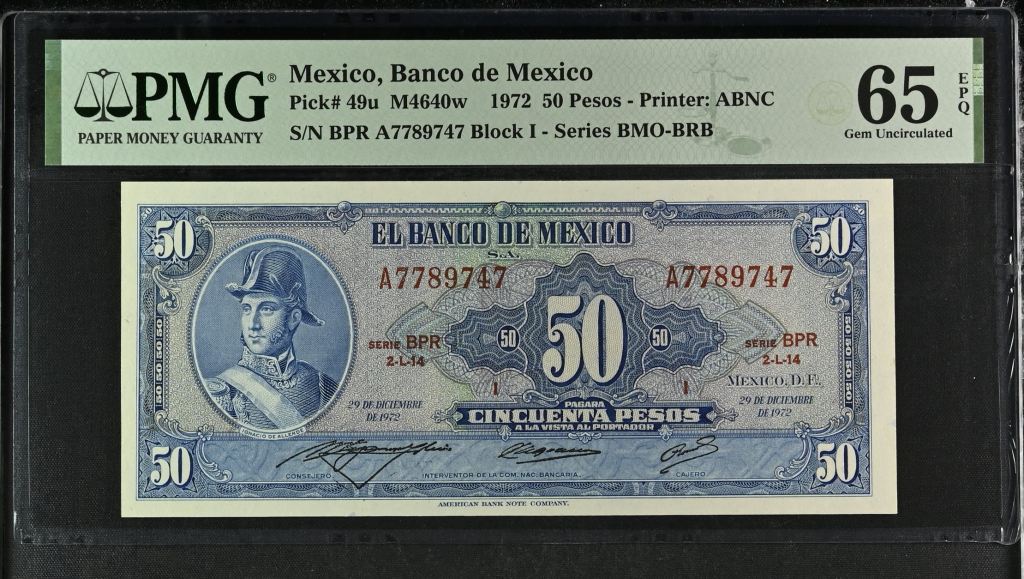 PMG®
PAPER MONEY GUARANTY
Mexico, Banco de Mexico
Pick# 49u M4640w 1972 50 Pesos - Printer: ABNC
S/N BPR A7789747 Block I - Series BMO-BRB
65 EPQ
Gem Uncirculated
50 50
EL BANCO DE MEXICO
S.A.
A7789747 A7789747
50 50 50
SERIE BPR SERIE BPR
2-L-14 2-L-14
I I
MEXICO, D.F.,
29 DE DICIEMBRE DE 1972
29 DE DICIEMBRE DE 1972
PAGARA
CINCUENTA PESOS
A LA VISTA AL PORTADOR
IGNACIO DE ALLENDE
50 50
CONSEJERO INTERVENTOR DE LA COM. NAC. BANCARIA CAJERO
AMERICAN BANK NOTE COMPANY.